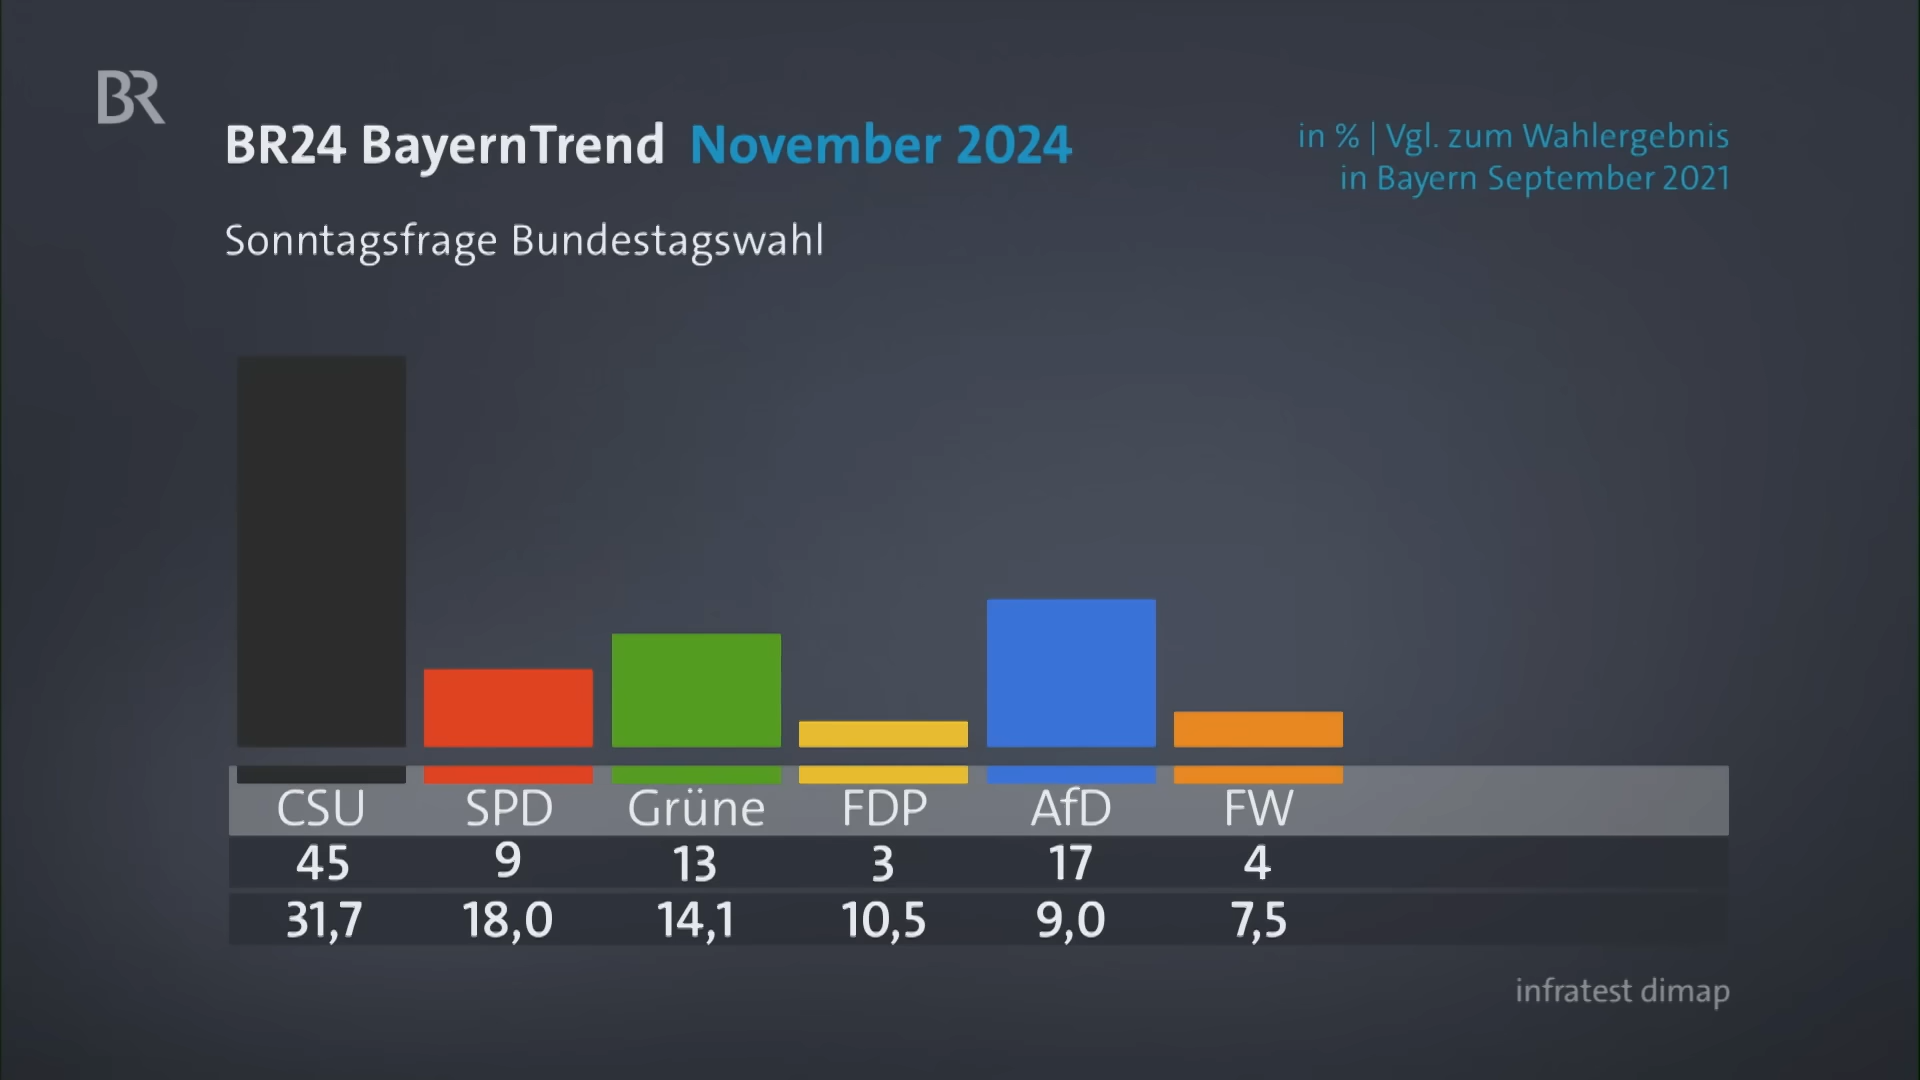 BR
BR24 BayernTrend November 2024
in % | Vgl. zum Wahlergebnis
in Bayern September 2021
Sonntagsfrage Bundestagswahl
CSU SPD Grüne FDP AfD FW
45 9 13 3 17 4
31,7 18,0 14,1 10,5 9,0 7,5
infratest dimap